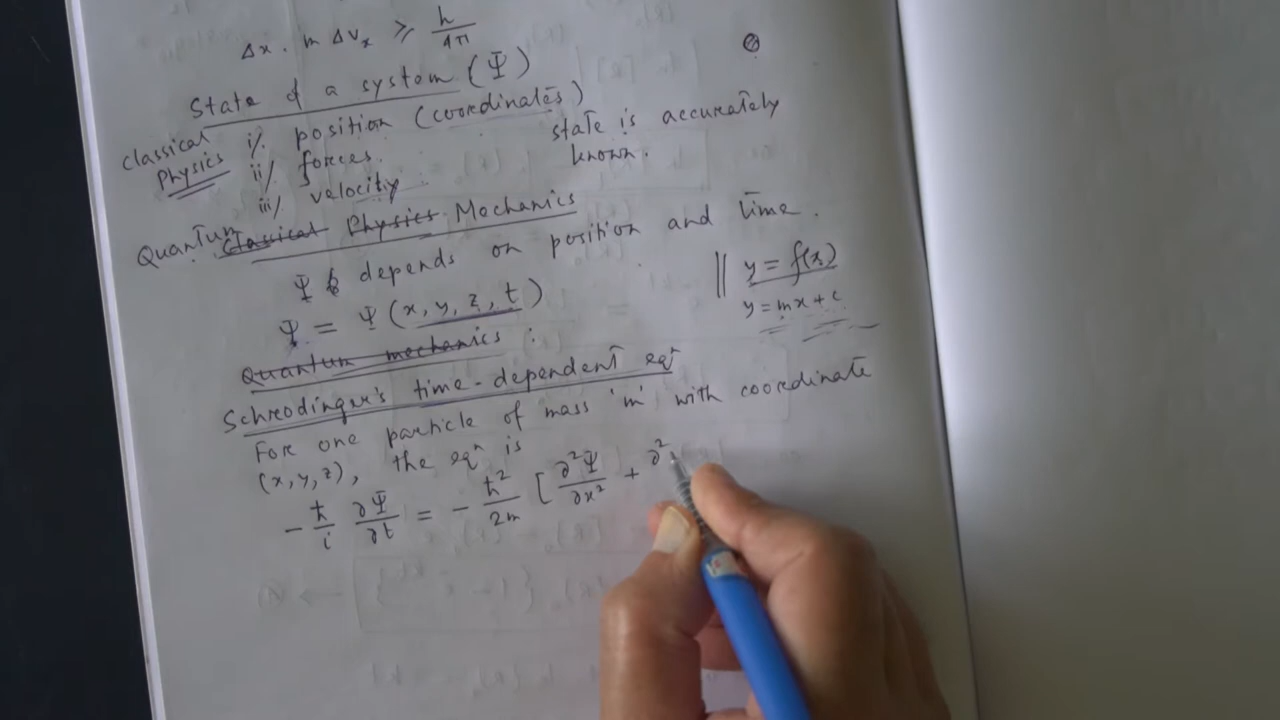 Δx . m Δvₓ ⩾ h/4π
State of a system (Ψ)
Classical Physics
i/. position (coordinates)
ii/ forces.
iii/ velocity.
state is accurately
known.
Quantum Classical Physics Mechanics
Ψ depends on position and time.
Ψ = Ψ (x, y, z, t)
|| y = f(x)
y = mx + c
Quantum mechanics :
Schrodinger's time-dependent eqⁿ
For one particle of mass 'm' with coordinate
(x, y, z), the eqⁿ is
- ħ/i ∂Ψ/∂t = - ħ²/2m [ ∂²Ψ/∂x² + ∂²